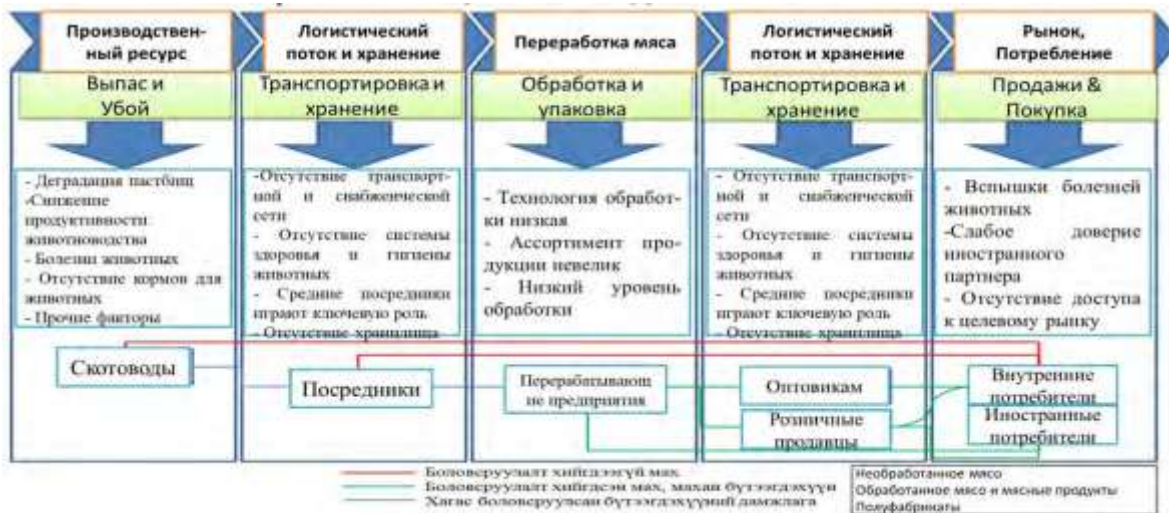 Производствен-
ный ресурс
Логистический
поток и хранение
Переработка мяса
Логистический
поток и хранение
Рынок,
Потребление
Выпас и
Убой
Транспортировка и
хранение
Обработка и
упаковка
Транспортировка и
хранение
Продажи &
Покупка
- Деградация пастбищ
-Снижение
продуктивности
животноводства
- Болезни животных
- Отсутствие кормов для
животных
- Прочие факторы
-Отсутствие транспорт-
ной и снабженческой
сети
- Отсутствие системы
здоровья и гигиены
животных
- Средние посредники
играют ключевую роль
- Отсутствие хранилища
- Технология обработ-
ки низкая
- Ассортимент про-
дукции невелик
- Низкий уровень
обработки
- Отсутствие транспорт-
ной и снабженческой
сети
- Отсутствие системы
здоровья и гигиены
животных
- Средние посредники
играют ключевую роль
- Отсутствие хранилища
- Вспышки болезней
животных
-Слабое доверие
иностранного
партнера
- Отсутствие доступа
к целевому рынку
Скотоводы
Посредники
Перерабатывающ
ие предприятия
Оптовикам
Розничные
продавцы
Внутренние
потребители
Иностранные
потребители
Боловсруулалт хийгдээгүй мах
Боловсруулалт хийгдсэн мах, махан бүтээгдэхүүн
Хагас боловсруулсан бүтээгдэхүүний дамжлага
Необработанное мясо
Обработанное мясо и мясные продукты
Полуфабрикаты